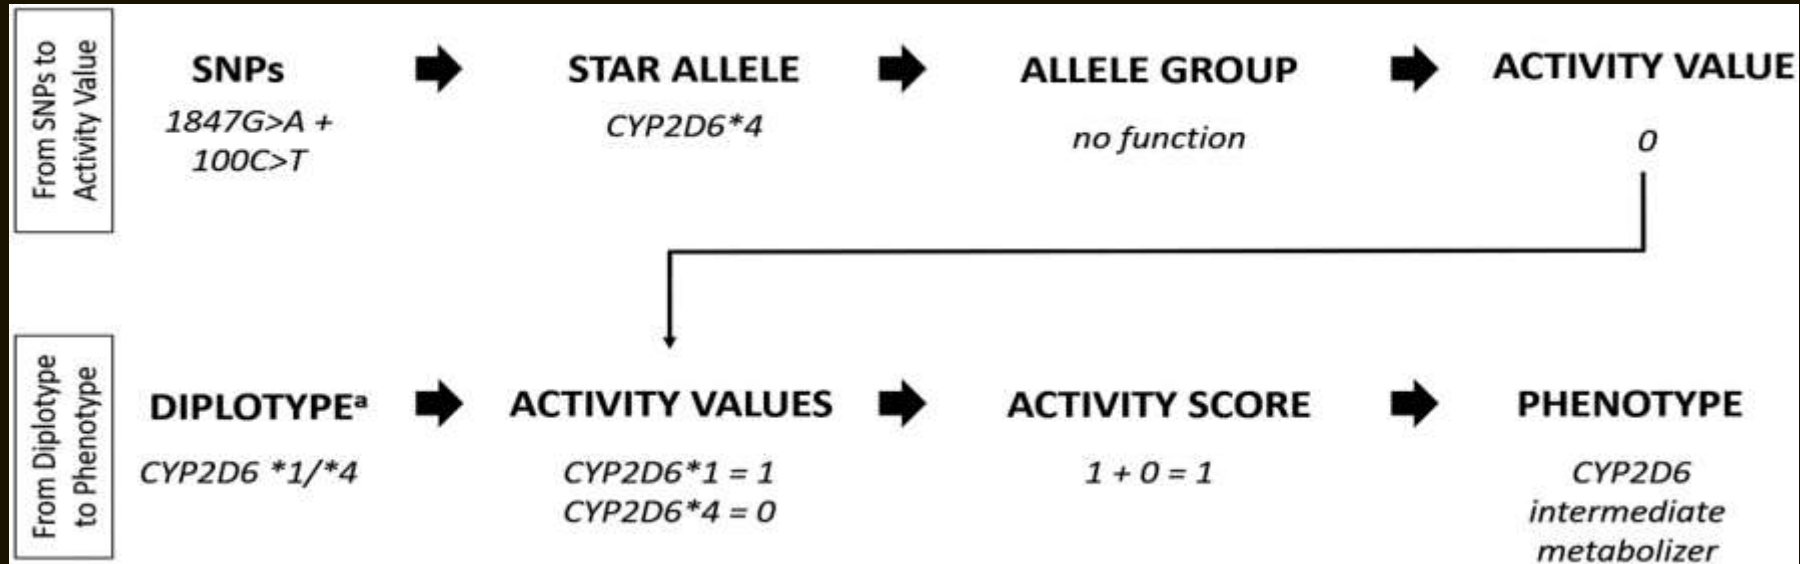 From SNPs to
Activity Value
SNPs
1847G>A +
100C>T
STAR ALLELE
CYP2D6*4
ALLELE GROUP
no function
ACTIVITY VALUE
0
From Diplotype
to Phenotype
DIPLOTYPEᵃ
CYP2D6 *1/*4
ACTIVITY VALUES
CYP2D6*1 = 1
CYP2D6*4 = 0
ACTIVITY SCORE
1 + 0 = 1
PHENOTYPE
CYP2D6
intermediate
metabolizer